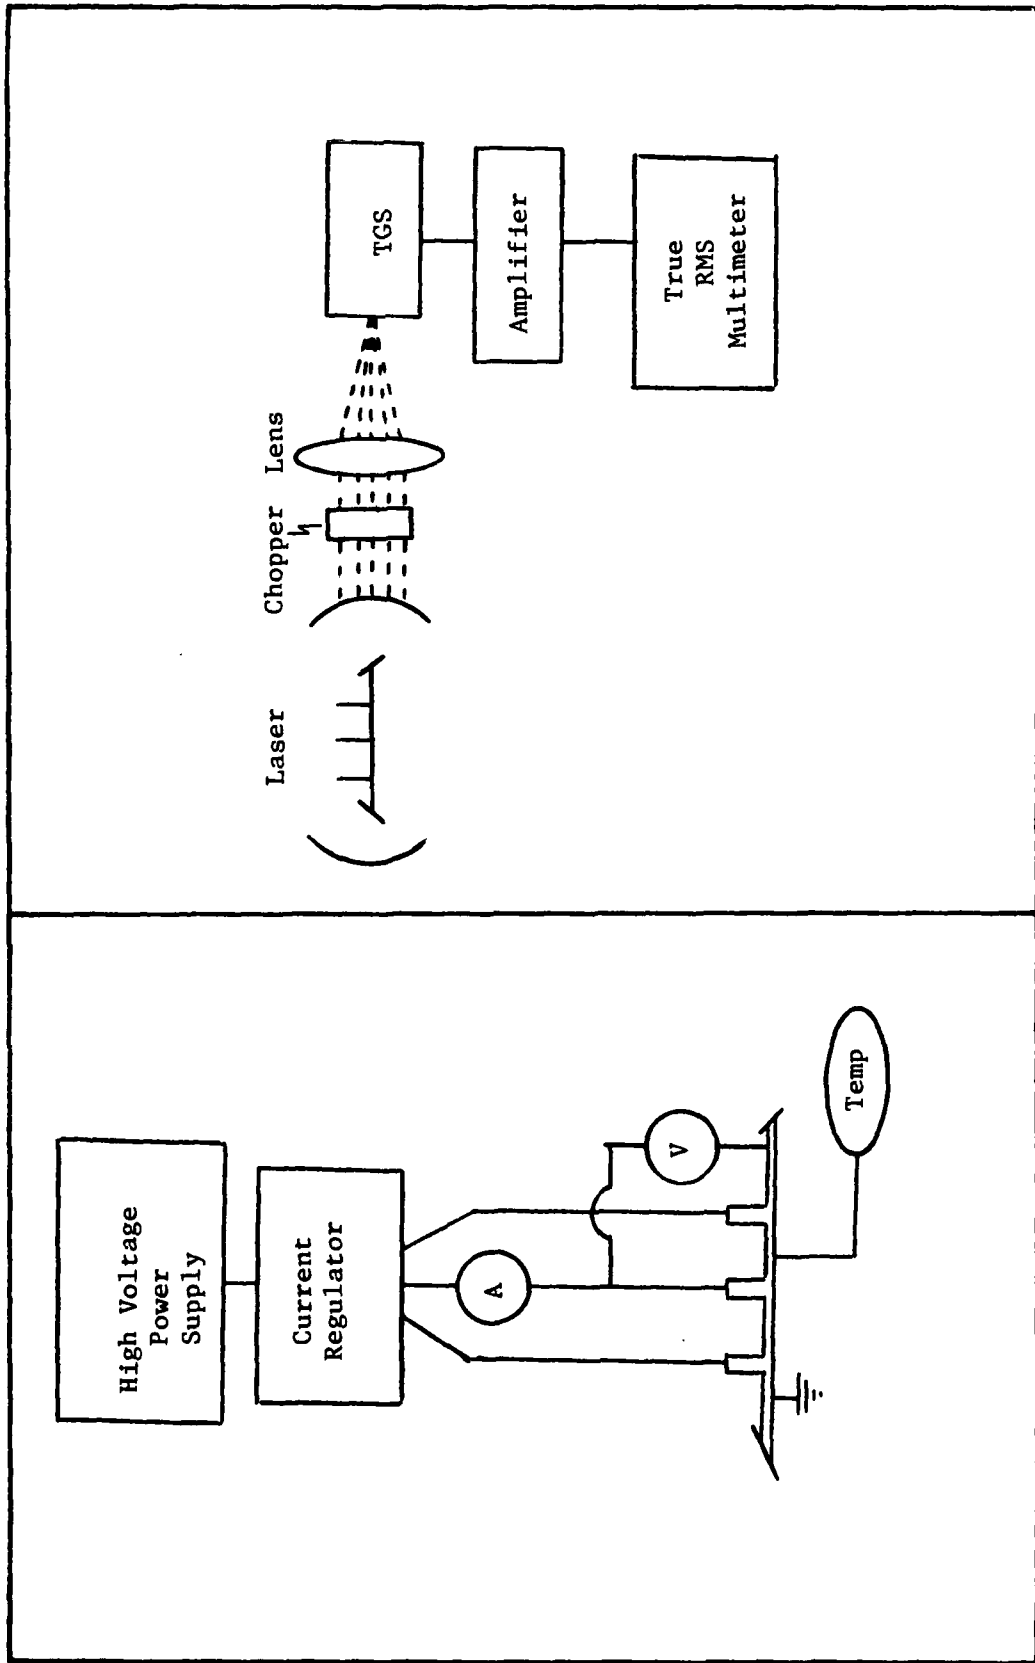 High Voltage
Power
Supply
Current
Regulator
A
V
Temp
Laser
Chopper
Lens
TGS
Amplifier
True
RMS
Multimeter